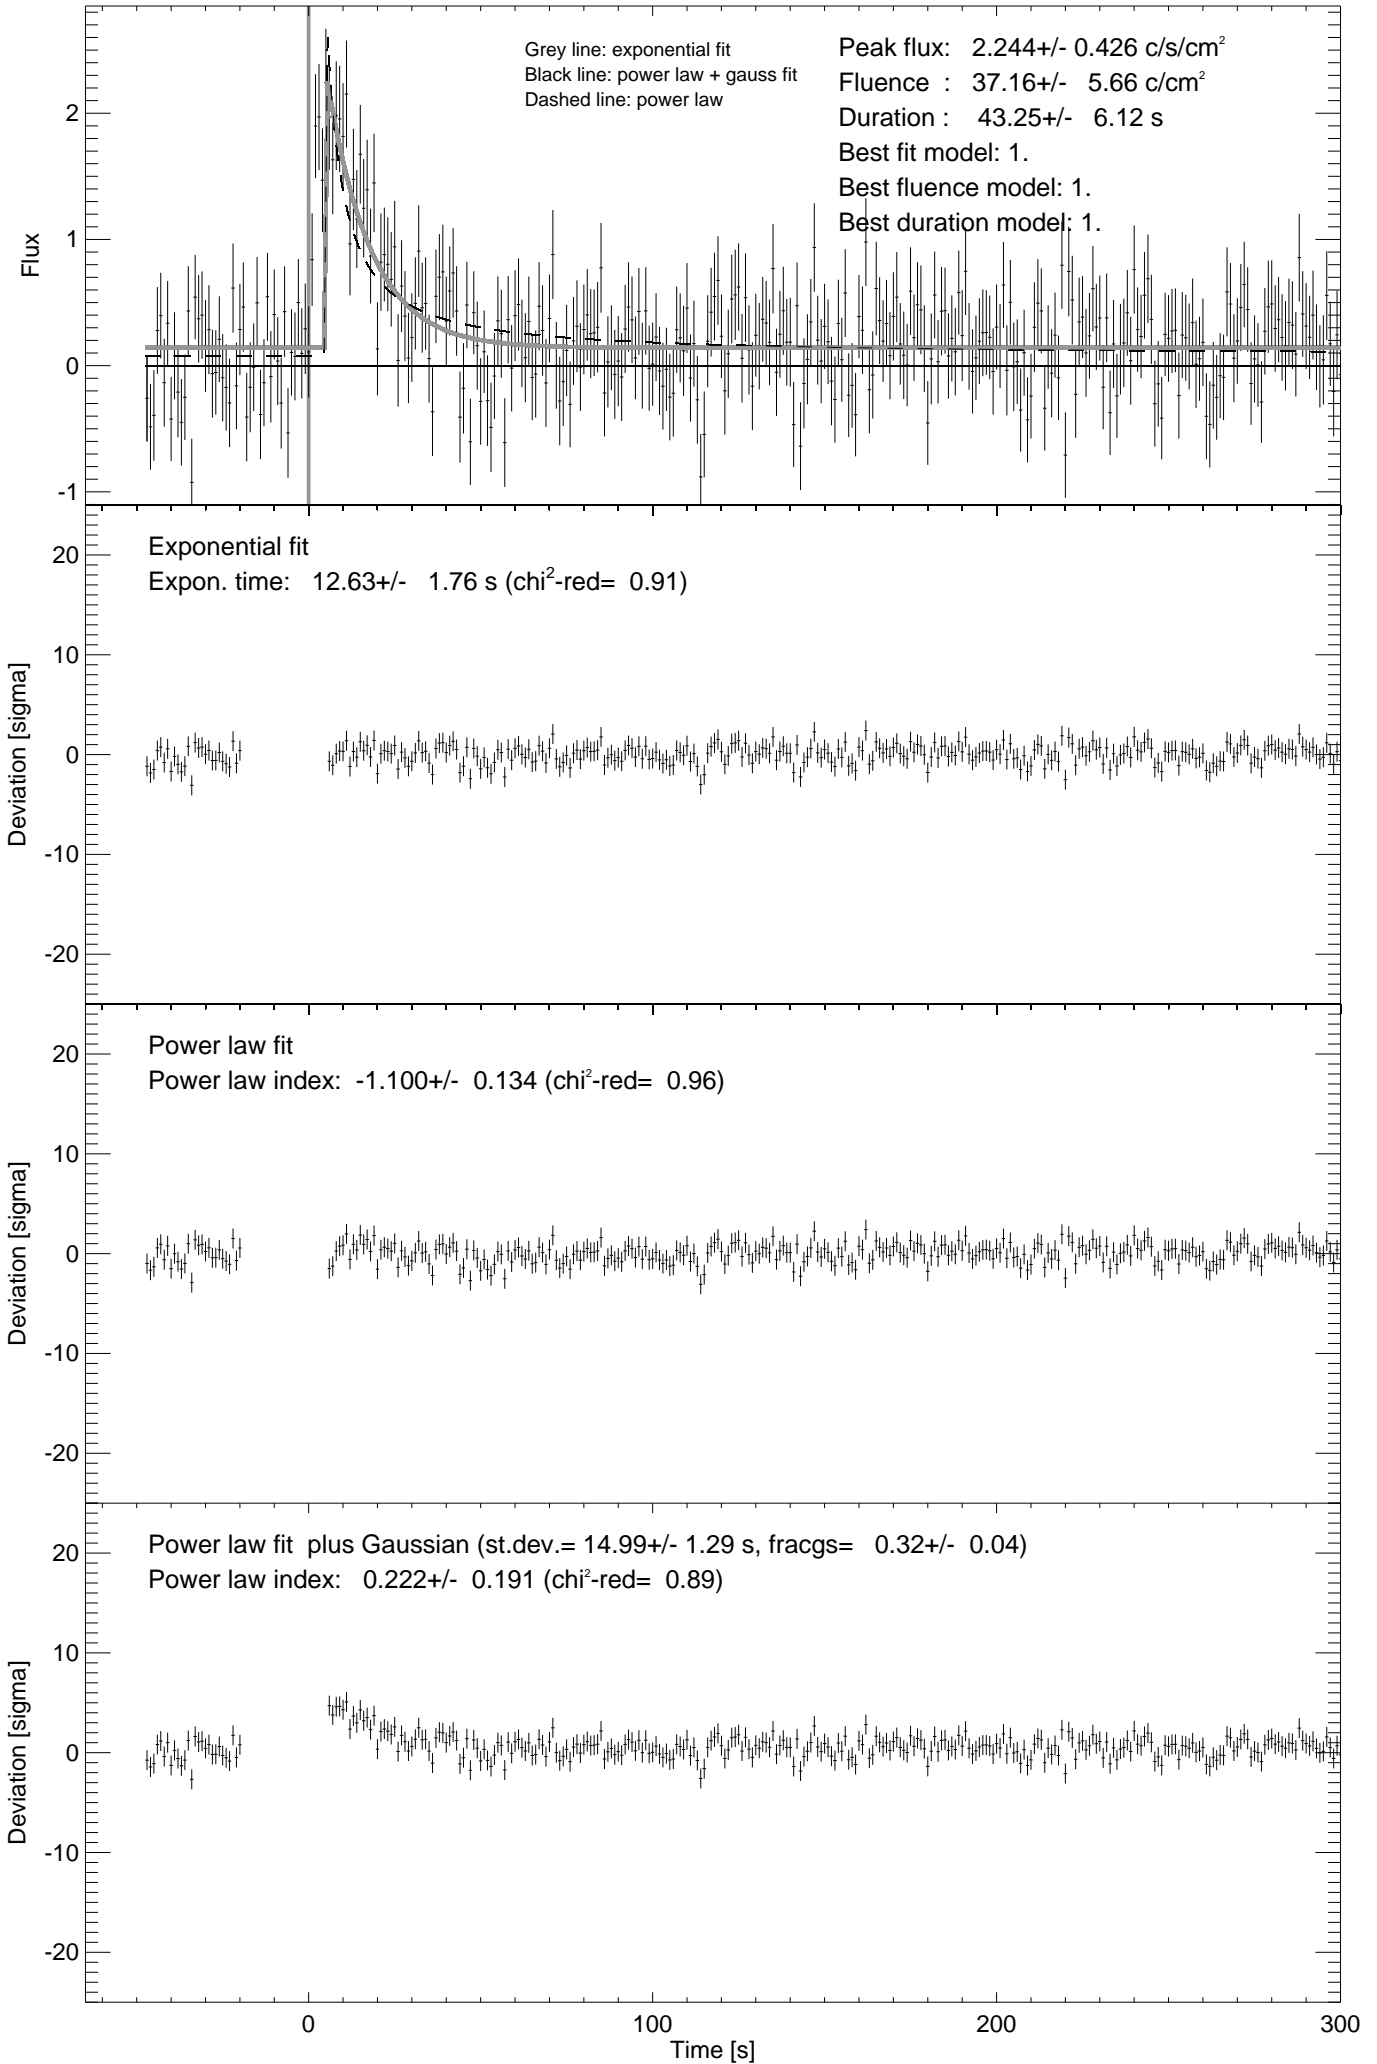 Grey line: exponential fit
Black line: power law + gauss fit
Dashed line: power law
Peak flux: 2.244+/- 0.426 c/s/cm²
Fluence : 37.16+/- 5.66 c/cm²
Duration : 43.25+/- 6.12 s
Best fit model: 1.
Best fluence model: 1.
Best duration model: 1.
Flux
2
1
0
-1
Exponential fit
Expon. time: 12.63+/- 1.76 s (chi²-red= 0.91)
Deviation [sigma]
20
10
0
-10
-20
Power law fit
Power law index: -1.100+/- 0.134 (chi²-red= 0.96)
Deviation [sigma]
20
10
0
-10
-20
Power law fit plus Gaussian (st.dev.= 14.99+/- 1.29 s, fracgs= 0.32+/- 0.04)
Power law index: 0.222+/- 0.191 (chi²-red= 0.89)
Deviation [sigma]
20
10
0
-10
-20
0 100 200 300
Time [s]